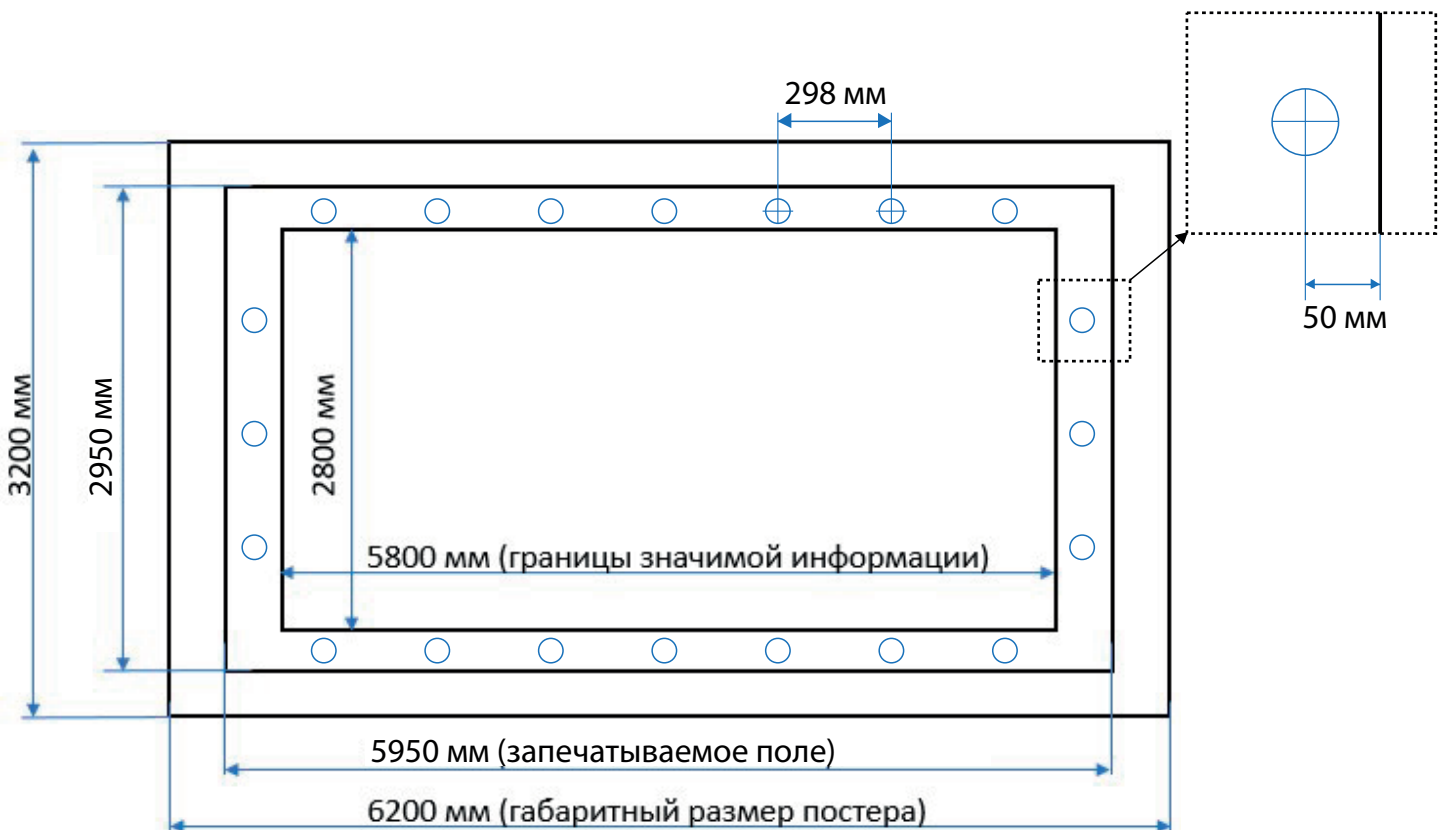 298 мм
50 мм
3200 мм
2950 мм
2800 мм
5800 мм (границы значимой информации)
5950 мм (запечатываемое поле)
6200 мм (габаритный размер постера)